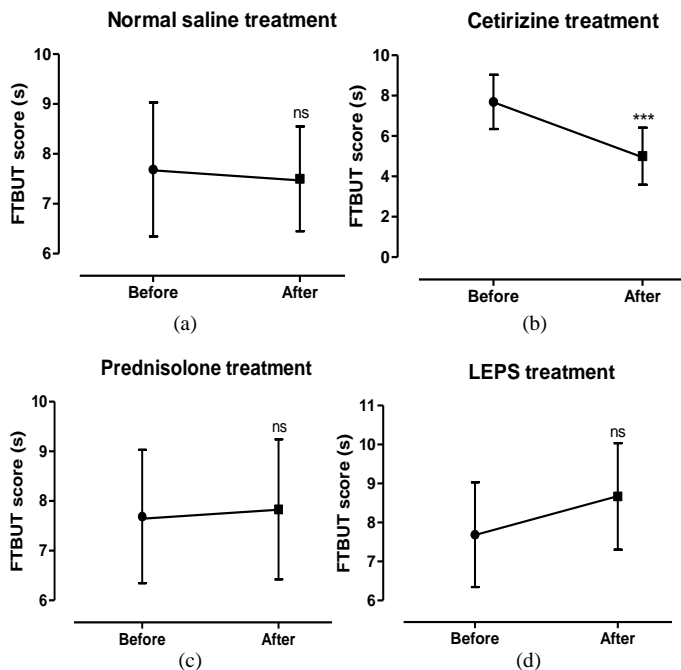 Normal saline treatment
FTBUT score (s)
10
9
8
7
6
ns
Before After
(a)
Cetirizine treatment
FTBUT score (s)
10
8
6
4
2
0
***
Before After
(b)
Prednisolone treatment
FTBUT score (s)
10
9
8
7
6
ns
Before After
(c)
LEPS treatment
FTBUT score (s)
11
10
9
8
7
6
ns
Before After
(d)